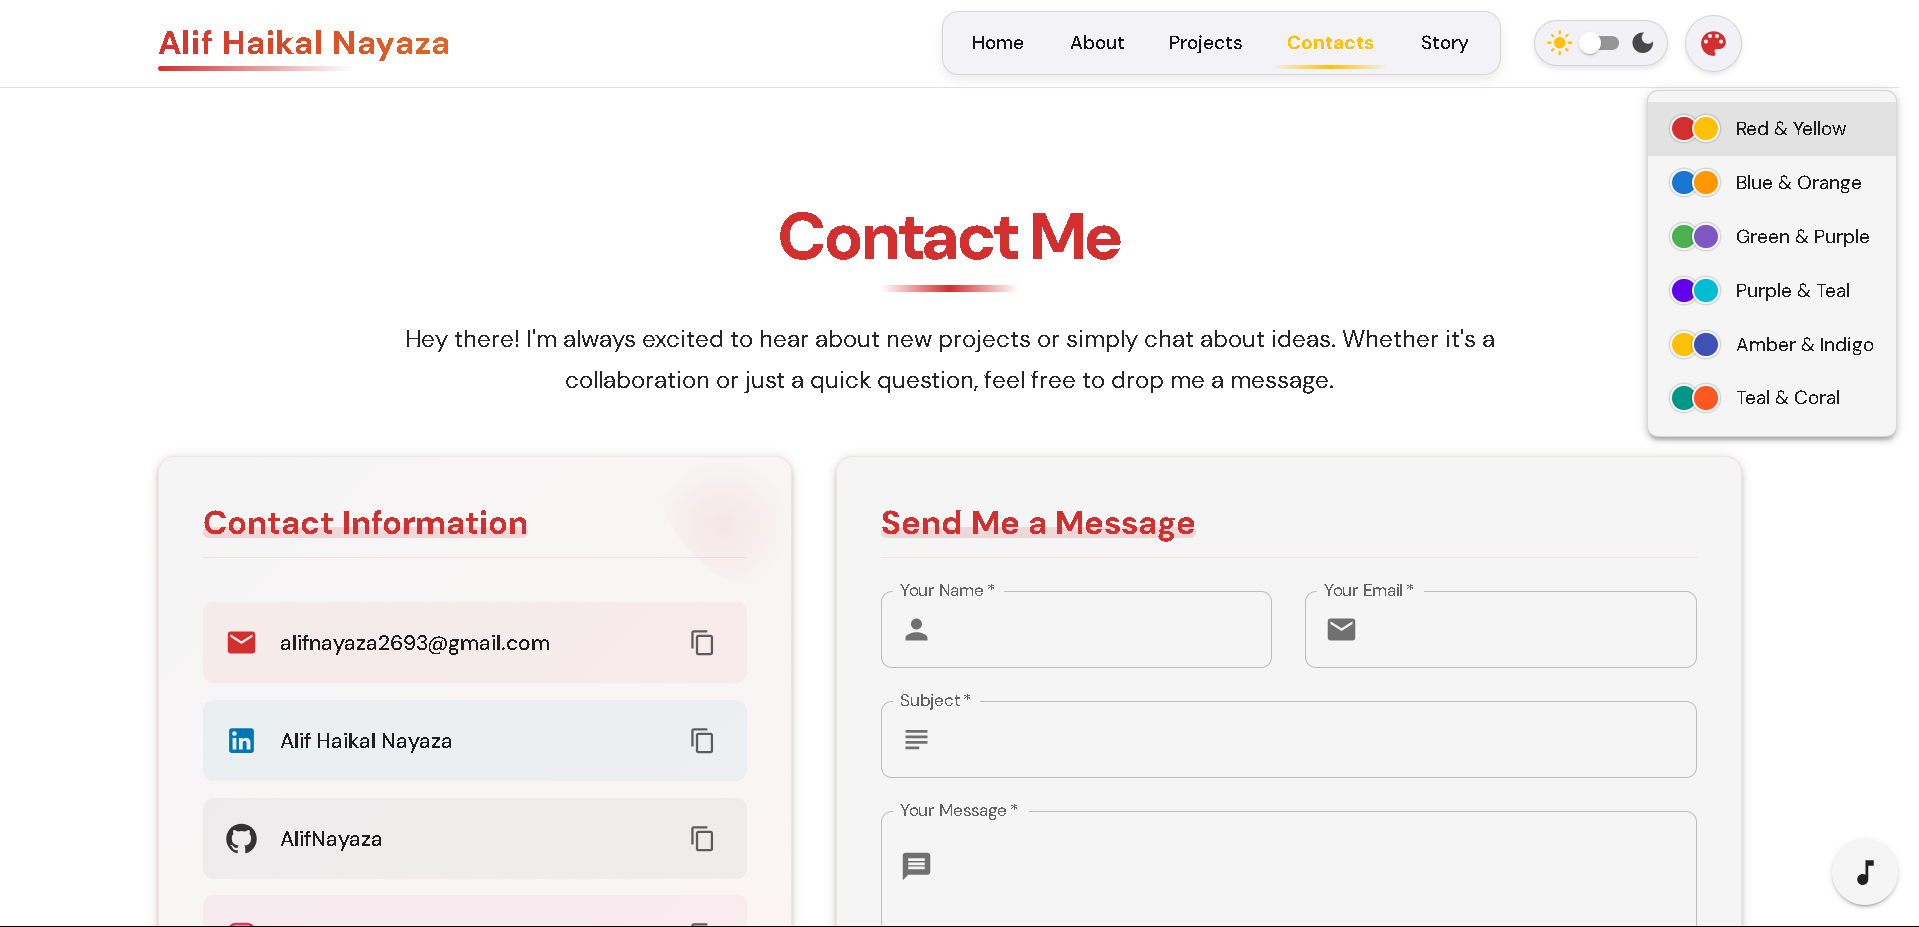 Alif Haikal Nayaza
Home
About
Projects
Contacts
Story
Red & Yellow
Blue & Orange
Green & Purple
Purple & Teal
Amber & Indigo
Teal & Coral
Contact Me
Hey there! I'm always excited to hear about new projects or simply chat about ideas. Whether it's a
collaboration or just a quick question, feel free to drop me a message.
Contact Information
alifnayaza2693@gmail.com
Alif Haikal Nayaza
AlifNayaza
Send Me a Message
Your Name *
Your Email *
Subject *
Your Message *